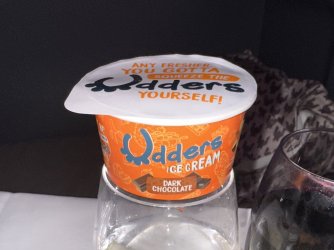 ANY FRESHER
YOU GOTTA
SQUEEZE THE
Udders
YOURSELF!
Udders
ICE CREAM
DARK
CHOCOLATE